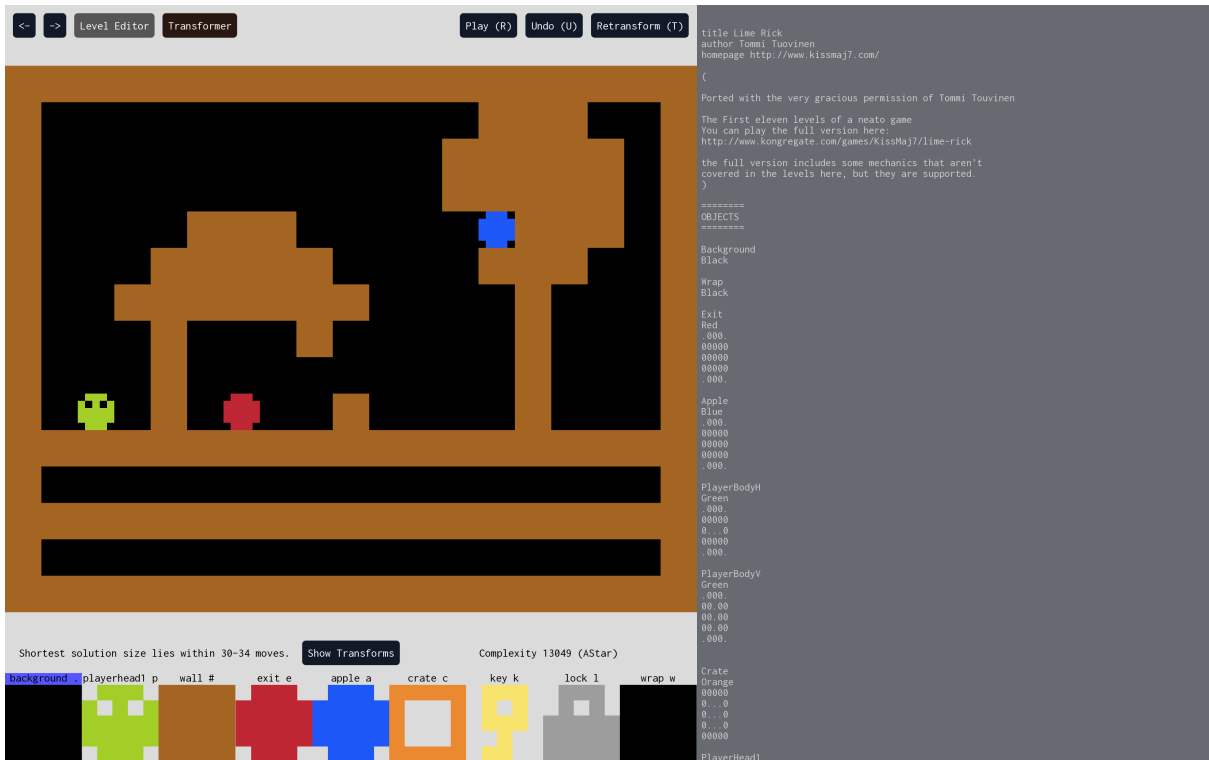 <- -> Level Editor Transformer Play (R) Undo (U) Retransform (T)
Shortest solution size lies within 30-34 moves. Show Transforms Complexity 13049 (AStar)
background . playerhead1 p wall # exit e apple a crate c key k lock l wrap w
title Lime Rick
author Tommi Tuovinen
homepage http://www.kissmaj7.com/
(
Ported with the very gracious permission of Tommi Touvinen
The First eleven levels of a neato game
You can play the full version here:
http://www.kongregate.com/games/KissMaj7/lime-rick
the full version includes some mechanics that aren't
covered in the levels here, but they are supported.
)
========
OBJECTS
========
Background
Black
Wrap
Black
Exit
Red
.000.
00000
00000
00000
.000.
Apple
Blue
.000.
00000
00000
00000
.000.
PlayerBodyH
Green
.000.
00000
0...0
00000
.000.
PlayerBodyV
Green
.000.
00.00
00.00
00.00
.000.
Crate
Orange
00000
0...0
0...0
0...0
00000
PlayerHead1